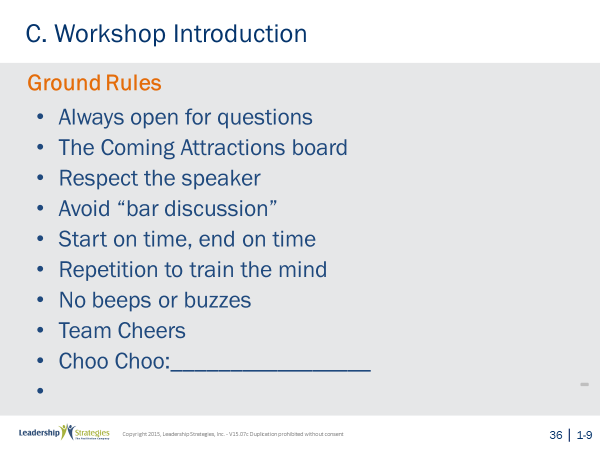 C. Workshop Introduction
Ground Rules
• Always open for questions
• The Coming Attractions board
• Respect the speaker
• Avoid “bar discussion”
• Start on time, end on time
• Repetition to train the mind
• No beeps or buzzes
• Team Cheers
• Choo Choo:__________________
•
Leadership Strategies
The Facilitation Company
Copyright 2015, Leadership Strategies, Inc. - V15.07c Duplication prohibited without consent
36 | 1-9